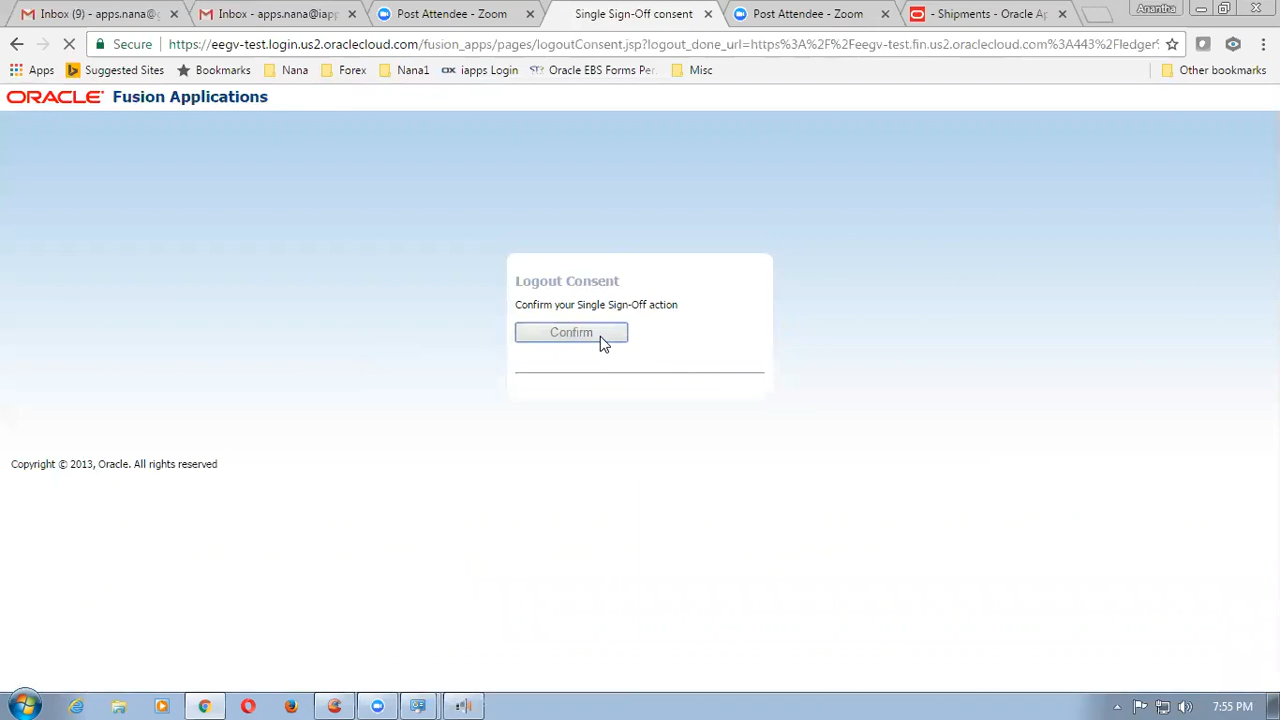 Inbox (9) - apps.nana@g
Inbox - apps.nana@iapp
Post Attendee - Zoom
Single Sign-Off consent
Post Attendee - Zoom
- Shipments - Oracle Ap
Anantha
Secure
https://eegv-test.login.us2.oraclecloud.com/fusion_apps/pages/logoutConsent.jsp?logout_done_url=https%3A%2F%2Feegv-test.fin.us2.oraclecloud.com%3A443%2Fledger%
Apps
Suggested Sites
Bookmarks
Nana
Forex
Nana1
iapps Login
Oracle EBS Forms Per
Misc
Other bookmarks
ORACLE Fusion Applications
Logout Consent
Confirm your Single Sign-Off action
Confirm
Copyright © 2013, Oracle. All rights reserved
7:55 PM